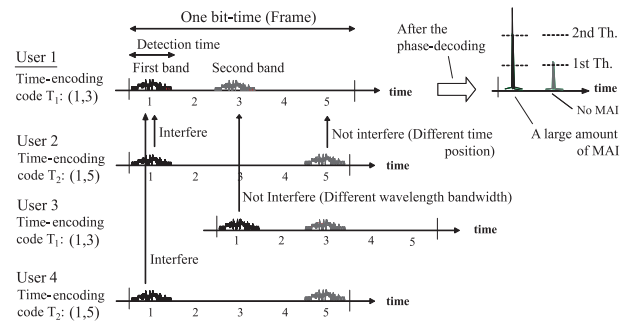 One bit-time (Frame)
User 1
Detection time
First band
Second band
Time-encoding
code T1: (1,3)
1 3 4 5
time
After the
phase-decoding
2nd Th.
1st Th.
time
No MAI
A large amount
of MAI
User 2
Interfere
Not interfere (Different time
position)
Time-encoding
code T2: (1,5)
1 2 3 4 5
time
User 3
Not Interfere (Different wavelength bandwidth)
Time-encoding
code T1: (1,3)
1 2 3 4 5
time
Interfere
User 4
Time-encoding
code T2: (1,5)
1 2 3 4 5
time